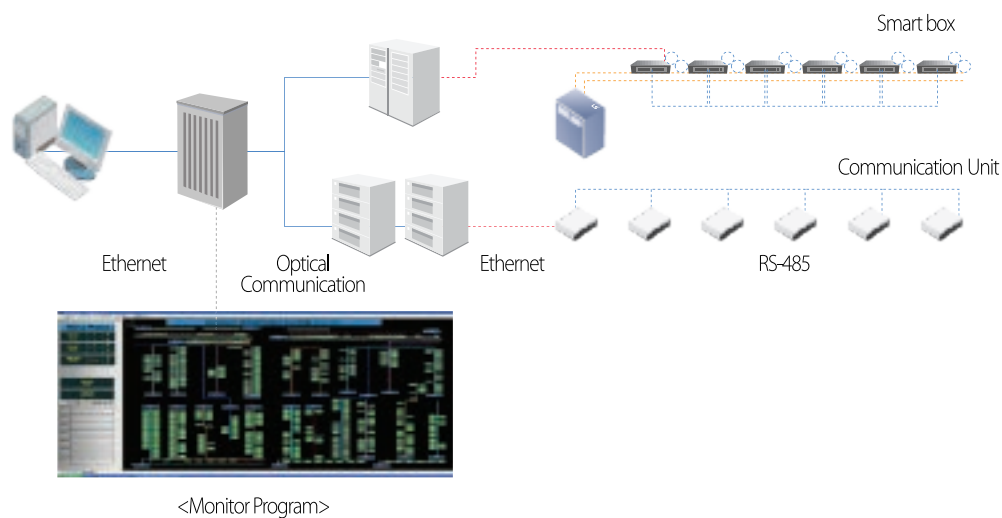 Smart box
Communication Unit
Ethernet
Optical
Communication
Ethernet
RS-485
<Monitor Program>